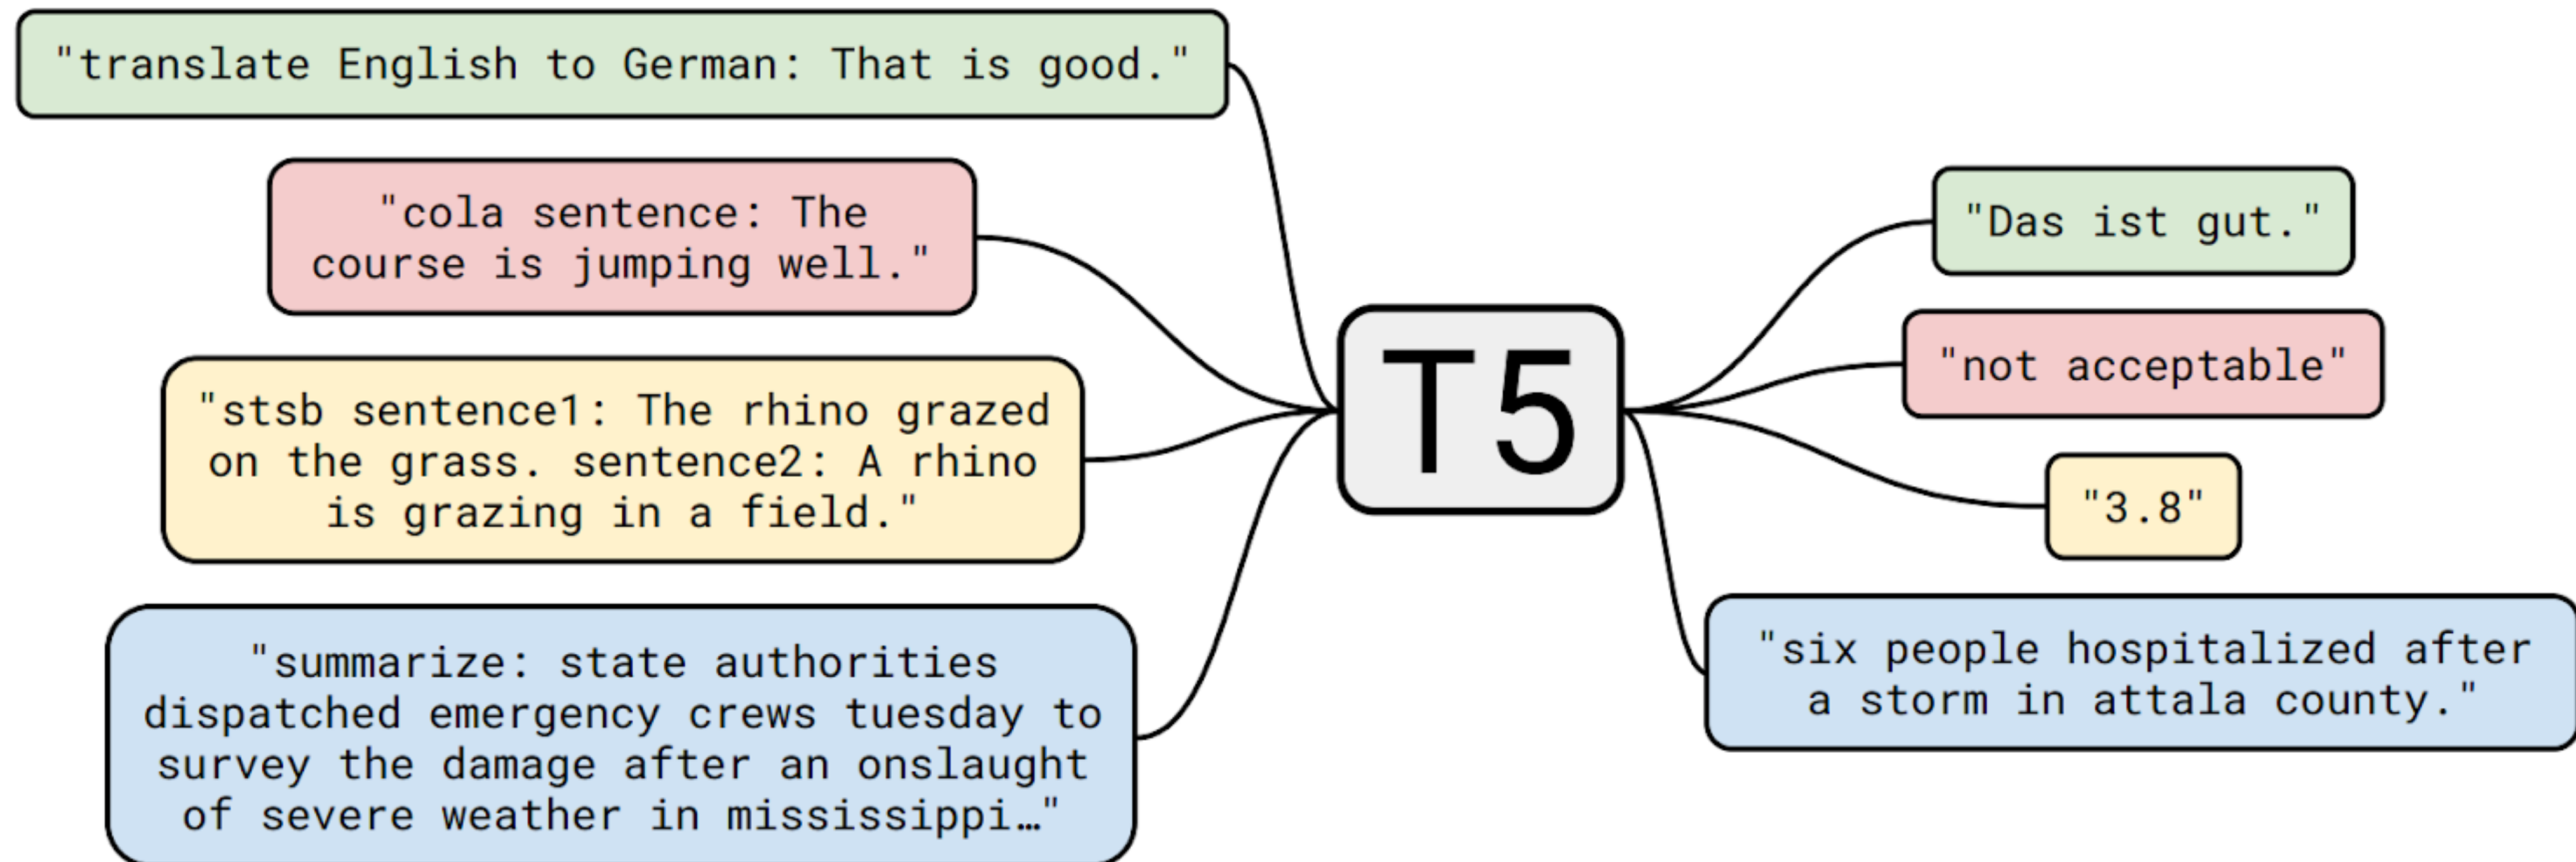 "translate English to German: That is good."
"cola sentence: The
course is jumping well."
"stsb sentence1: The rhino grazed
on the grass. sentence2: A rhino
is grazing in a field."
"summarize: state authorities
dispatched emergency crews tuesday to
survey the damage after an onslaught
of severe weather in mississippi…"
T5
"Das ist gut."
"not acceptable"
"3.8"
"six people hospitalized after
a storm in attala county."